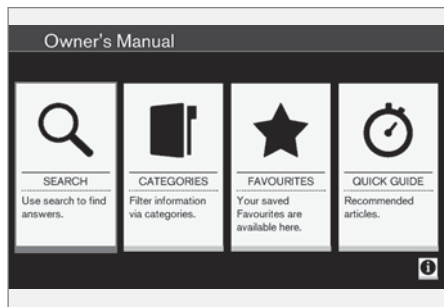 Owner's Manual
SEARCH
Use search to find
answers.
CATEGORIES
Filter information
via categories.
FAVOURITES
Your saved
Favourites are
available here.
QUICK GUIDE
Recommended
articles.
i